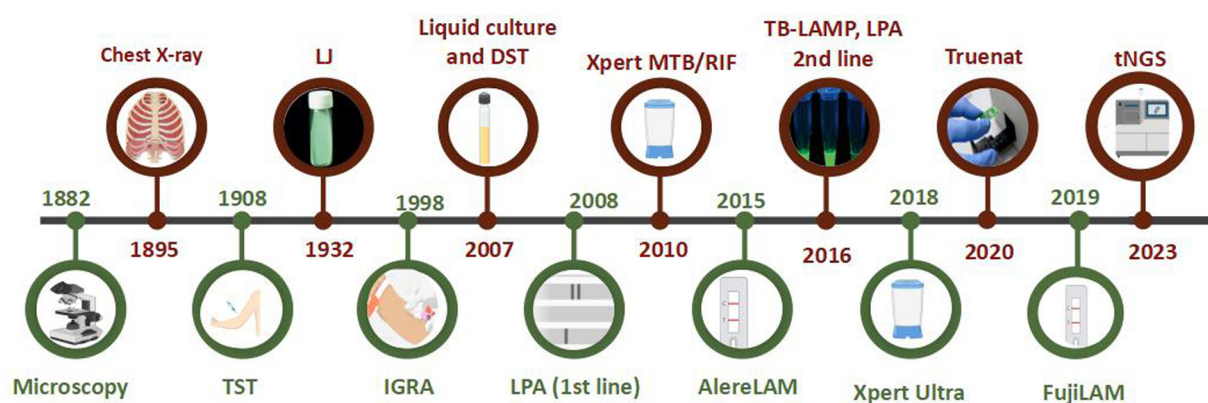 Chest X-ray
LJ
Liquid culture
and DST
Xpert MTB/RIF
TB-LAMP, LPA
2nd line
Truenat
tNGS
1882
1908
1998
2008
2015
2018
2019
1895
1932
2007
2010
2016
2020
2023
C
T
C
T
Microscopy
TST
IGRA
LPA (1st line)
AlereLAM
Xpert Ultra
FujiLAM